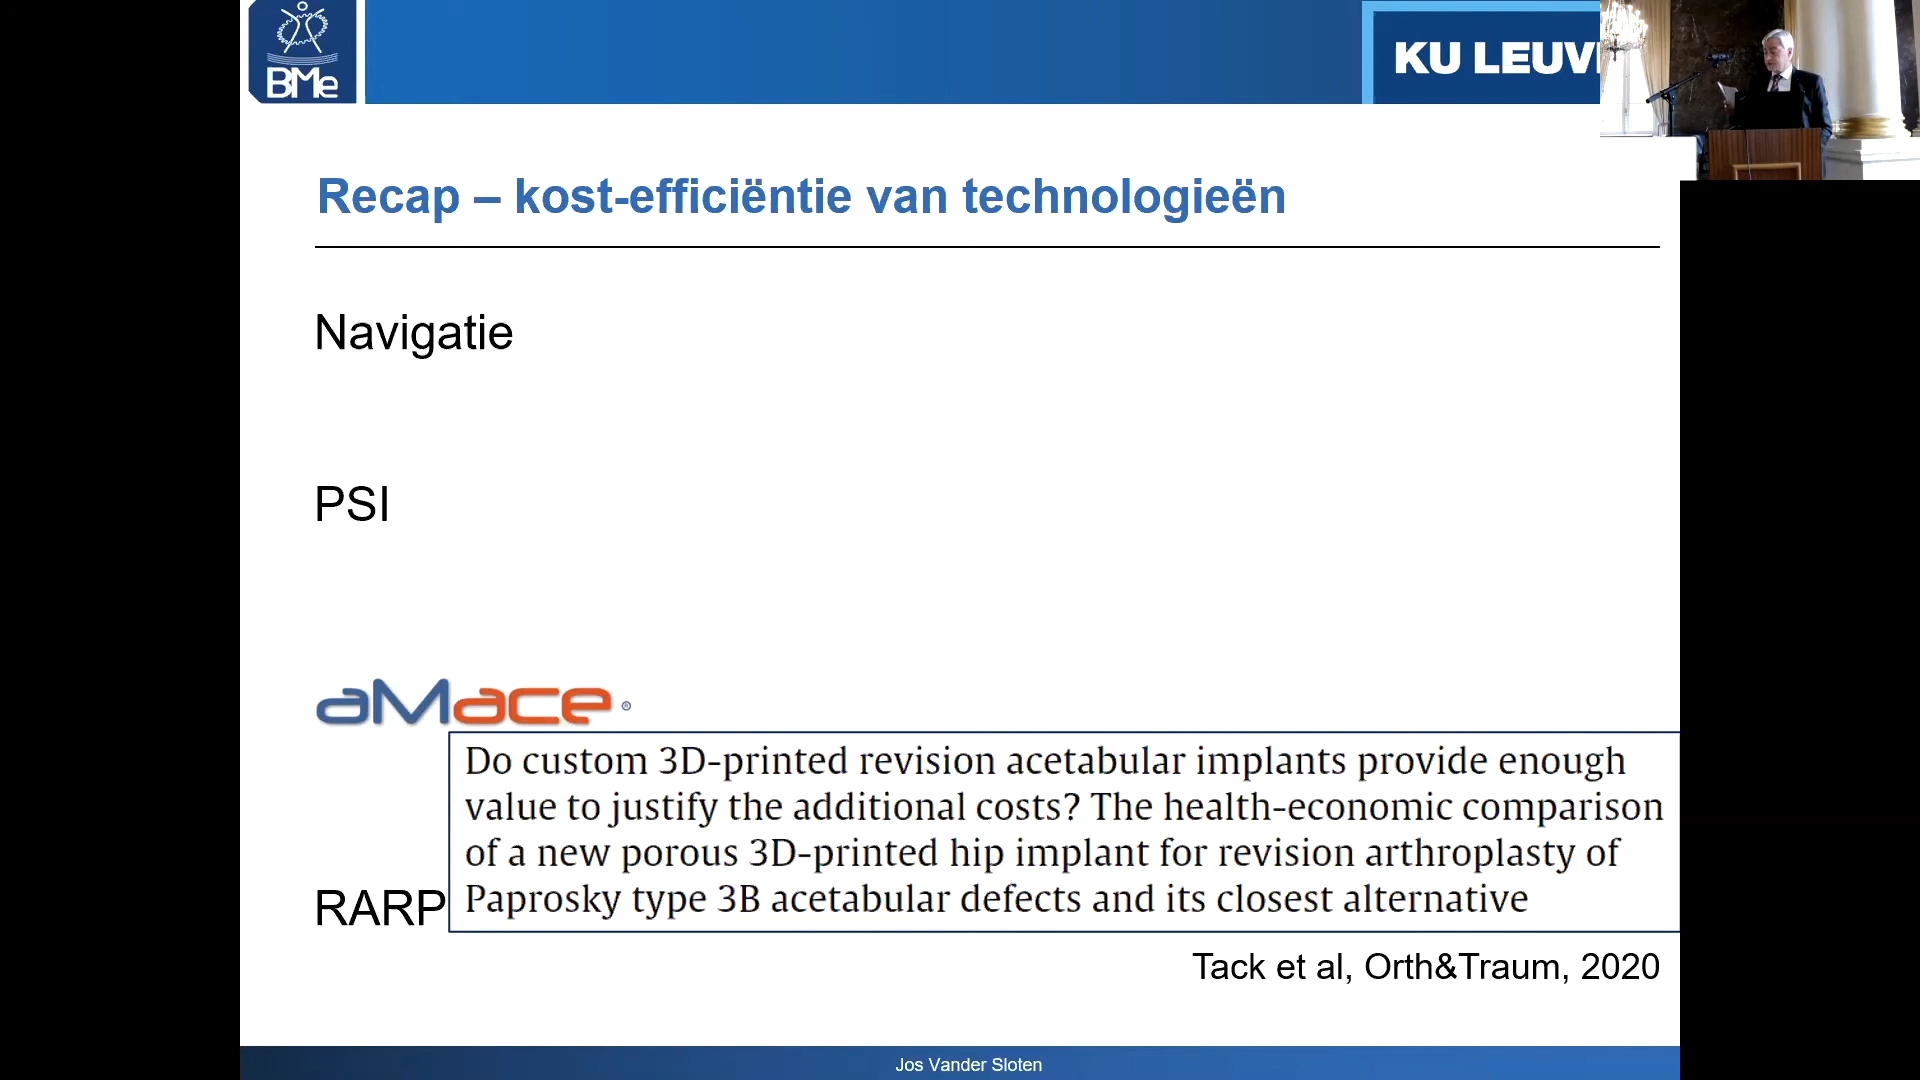 BMe
KU LEUV
Recap – kost-efficiëntie van technologieën
Navigatie
PSI
aMace®
Do custom 3D-printed revision acetabular implants provide enough
value to justify the additional costs? The health-economic comparison
of a new porous 3D-printed hip implant for revision arthroplasty of
Paprosky type 3B acetabular defects and its closest alternative
RARP
Tack et al, Orth&Traum, 2020
Jos Vander Sloten